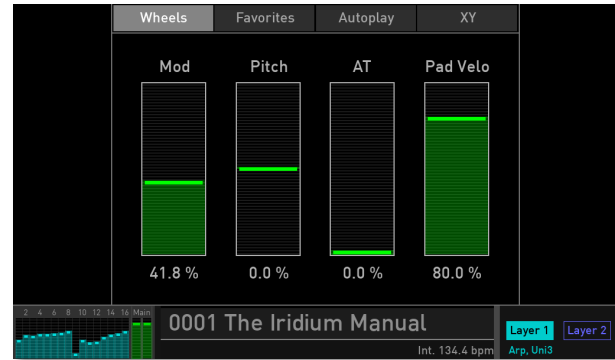 Wheels Favorites Autoplay XY
Mod Pitch AT Pad Velo
41.8 % 0.0 % 0.0 % 80.0 %
2 4 6 8 10 12 14 16 Main
0001 The Iridium Manual
Layer 1 Layer 2
Int. 134.4 bpm Arp, Uni3